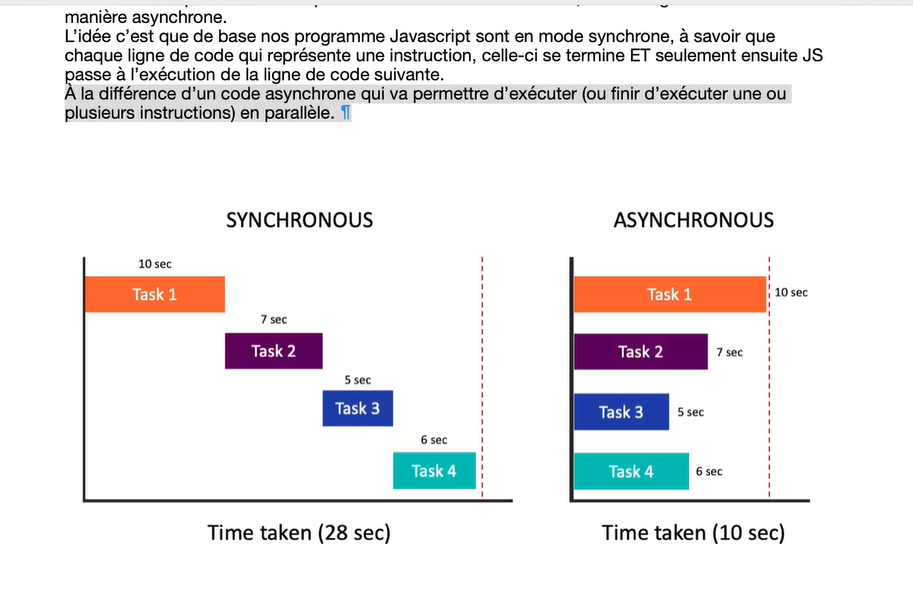 manière asynchrone.
L’idée c’est que de base nos programme Javascript sont en mode synchrone, à savoir que
chaque ligne de code qui représente une instruction, celle-ci se termine ET seulement ensuite JS
passe à l’exécution de la ligne de code suivante.
À la différence d’un code asynchrone qui va permettre d’exécuter (ou finir d’exécuter une ou
plusieurs instructions) en parallèle. ¶
SYNCHRONOUS
10 sec
Task 1
7 sec
Task 2
5 sec
Task 3
6 sec
Task 4
Time taken (28 sec)
ASYNCHRONOUS
Task 1
10 sec
Task 2
7 sec
Task 3
5 sec
Task 4
6 sec
Time taken (10 sec)